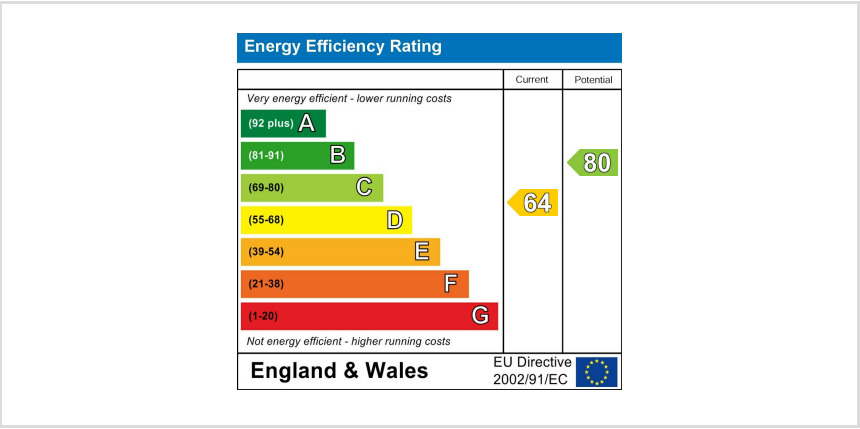 Energy Efficiency Rating
Current Potential
Very energy efficient - lower running costs
(92 plus) A
(81-91) B
(69-80) C
(55-68) D
(39-54) E
(21-38) F
(1-20) G
64
80
Not energy efficient - higher running costs
England & Wales
EU Directive
2002/91/EC